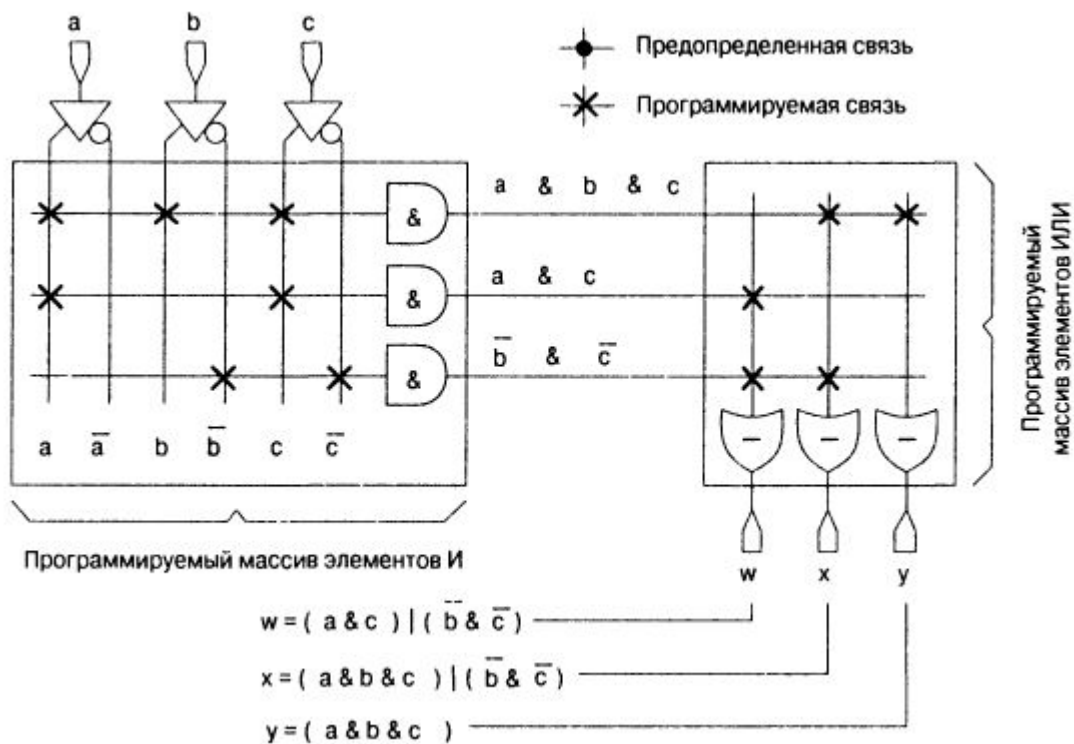 a b c
Предопределенная связь
Программируемая связь
& a & b & c
& a & c
& b̅ & c̅
a a̅ b b̅ c c̅
Программируемый
массив элементов ИЛИ
Программируемый массив элементов И
w x y
w = ( a & c ) | ( b̅ & c̅ )
x = ( a & b & c ) | ( b̅ & c̅ )
y = ( a & b & c )